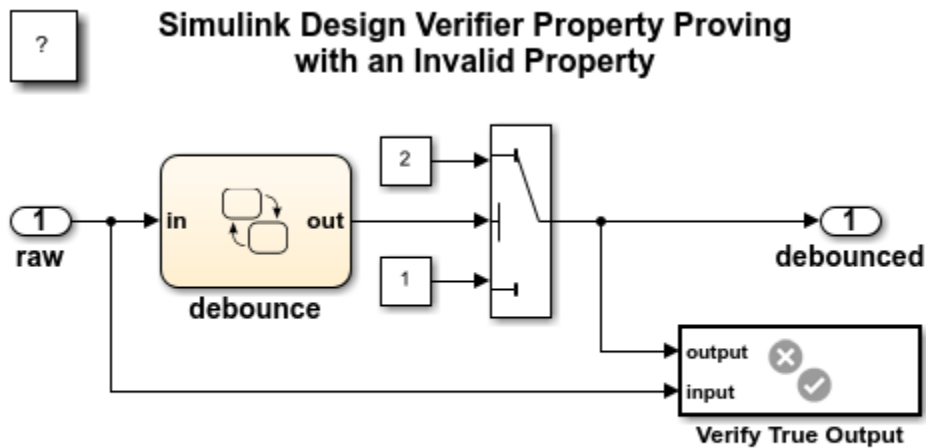 ?
Simulink Design Verifier Property Proving
with an Invalid Property
2
1
in
out
1
raw
1
debounced
1
debounce
output
input
Verify True Output